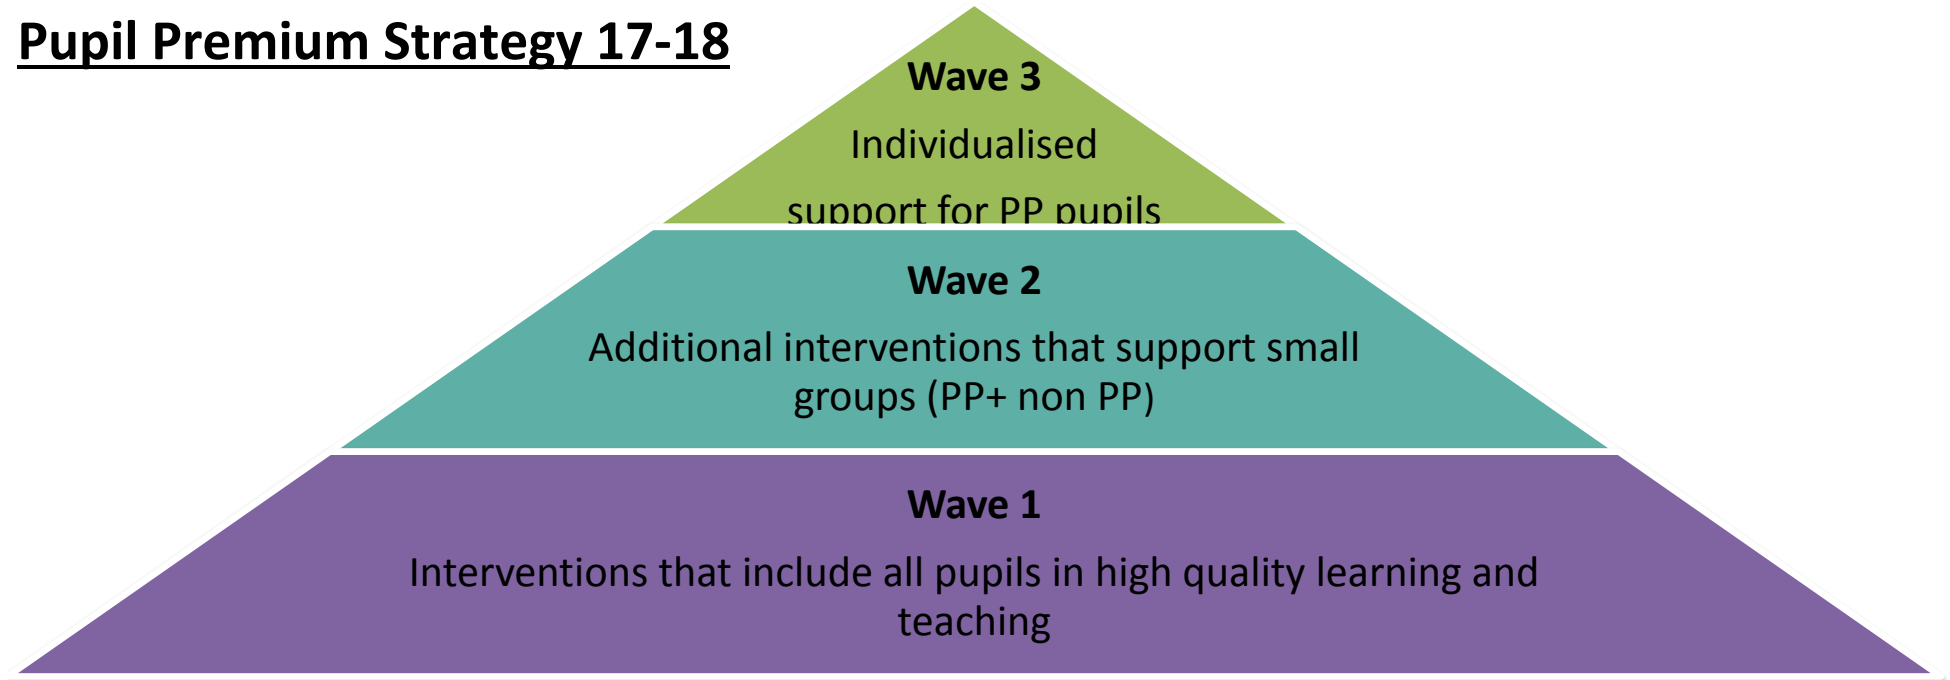 Pupil Premium Strategy 17-18
Wave 3
Individualised
support for PP pupils
Wave 2
Additional interventions that support small
groups (PP+ non PP)
Wave 1
Interventions that include all pupils in high quality learning and
teaching